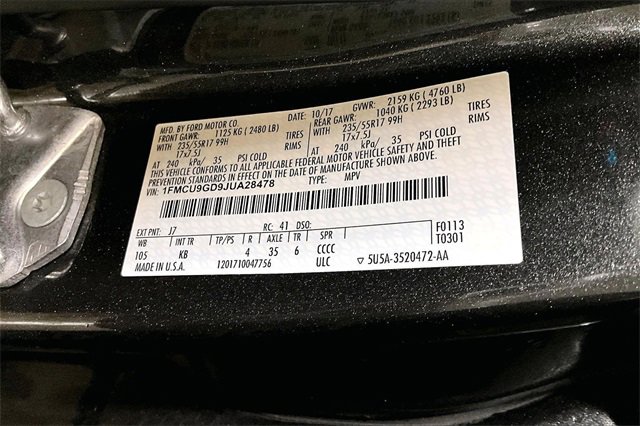 MFD. BY FORD MOTOR CO. DATE: 10/17 GVWR: 2159 KG ( 4760 LB)
FRONT GAWR: 1125 KG ( 2480 LB) REAR GAWR: 1040 KG ( 2293 LB)
WITH 235/55R17 99H TIRES WITH 235/55R17 99H TIRES
17x7.5J RIMS 17x7.5J RIMS
AT 240 kPa/ 35 PSI COLD AT 240 kPa/ 35 PSI COLD
THIS VEHICLE CONFORMS TO ALL APPLICABLE FEDERAL MOTOR VEHICLE SAFETY AND THEFT
PREVENTION STANDARDS IN EFFECT ON THE DATE OF MANUFACTURE SHOWN ABOVE.
VIN: 1FMCU9GD9JUA28478 TYPE: MPV
EXT PNT: J7 RC: 41 DSO: F0113
WB INT TR TP/PS R AXLE TR SPR T0301
105 KB 4 35 6 CCCC
MADE IN U.S.A. 1201710047756 ULC ▽ 5U5A-3520472-AA